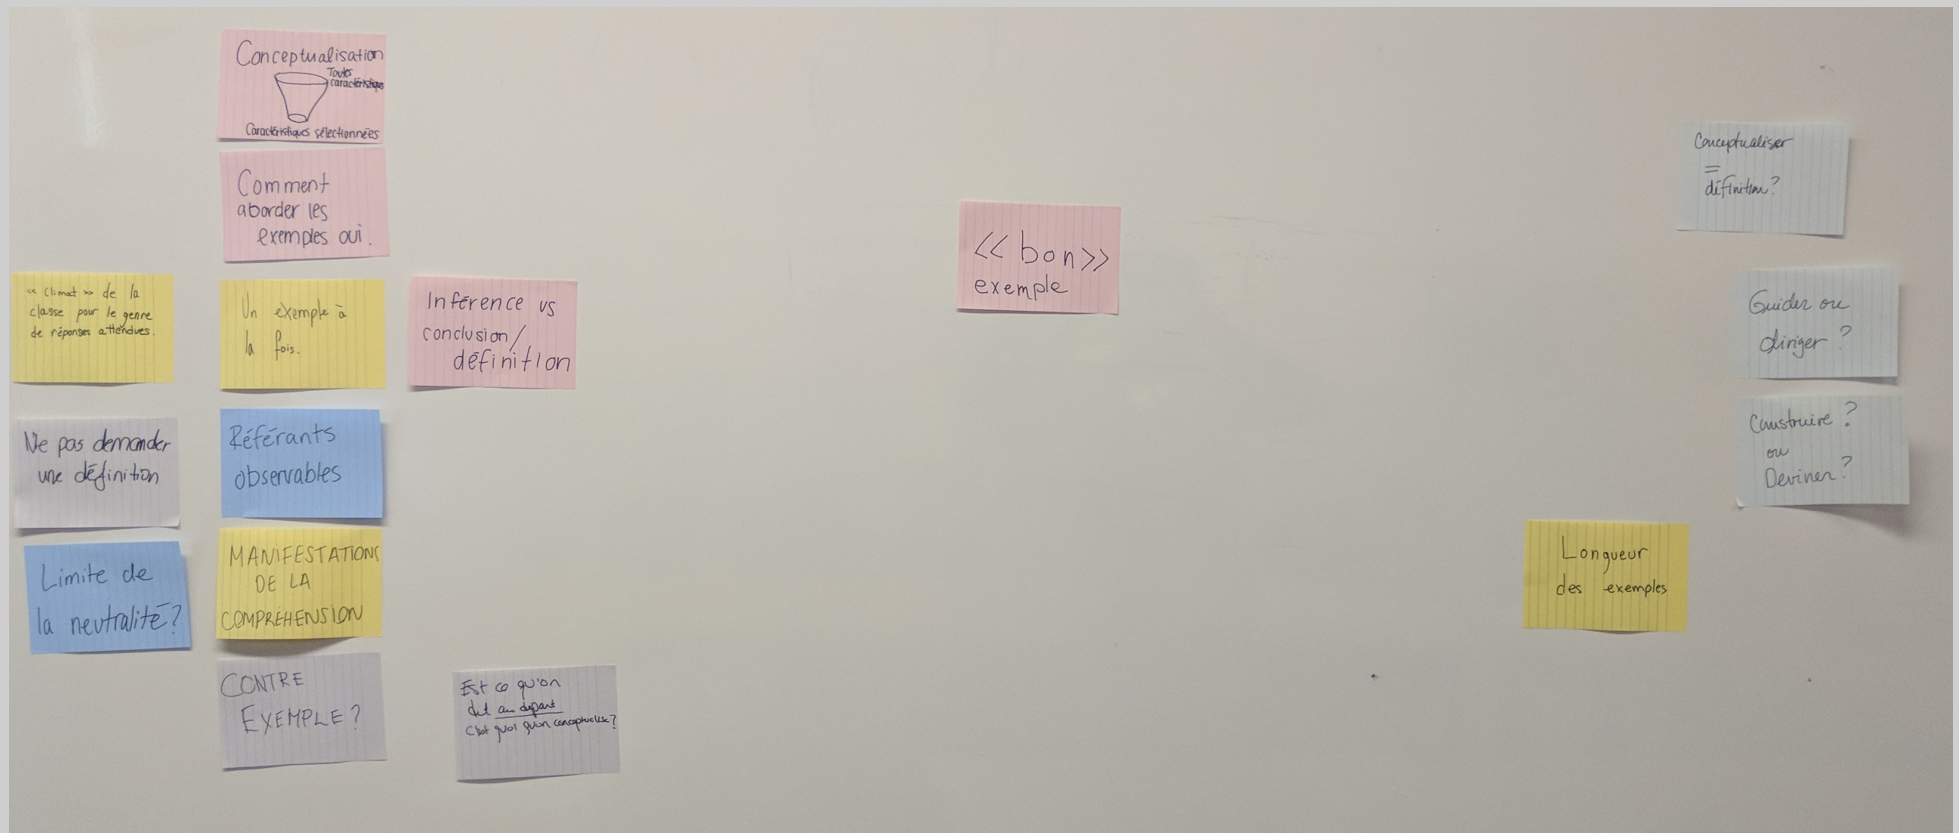 Conceptualisation
Toutes
caractéristiques
Caractéristiques sélectionnées
Comment
aborder les
exemples oui.
"climat" de la
classe pour le genre
de réponses attendues.
Un exemple à
la fois.
Inférence vs
conclusion/
définition
Ne pas demander
une définition
Référants
observables
Limite de
la neutralité?
MANIFESTATIONS
DE LA
COMPRÉHENSION
CONTRE
EXEMPLE?
Est ce qu'on
dit au départ
c'est quoi qu'on conceptualise?
<< bon >>
exemple
Conceptualiser
=
définition?
Guider ou
diriger?
Construire?
ou
Deviner?
Longueur
des exemples